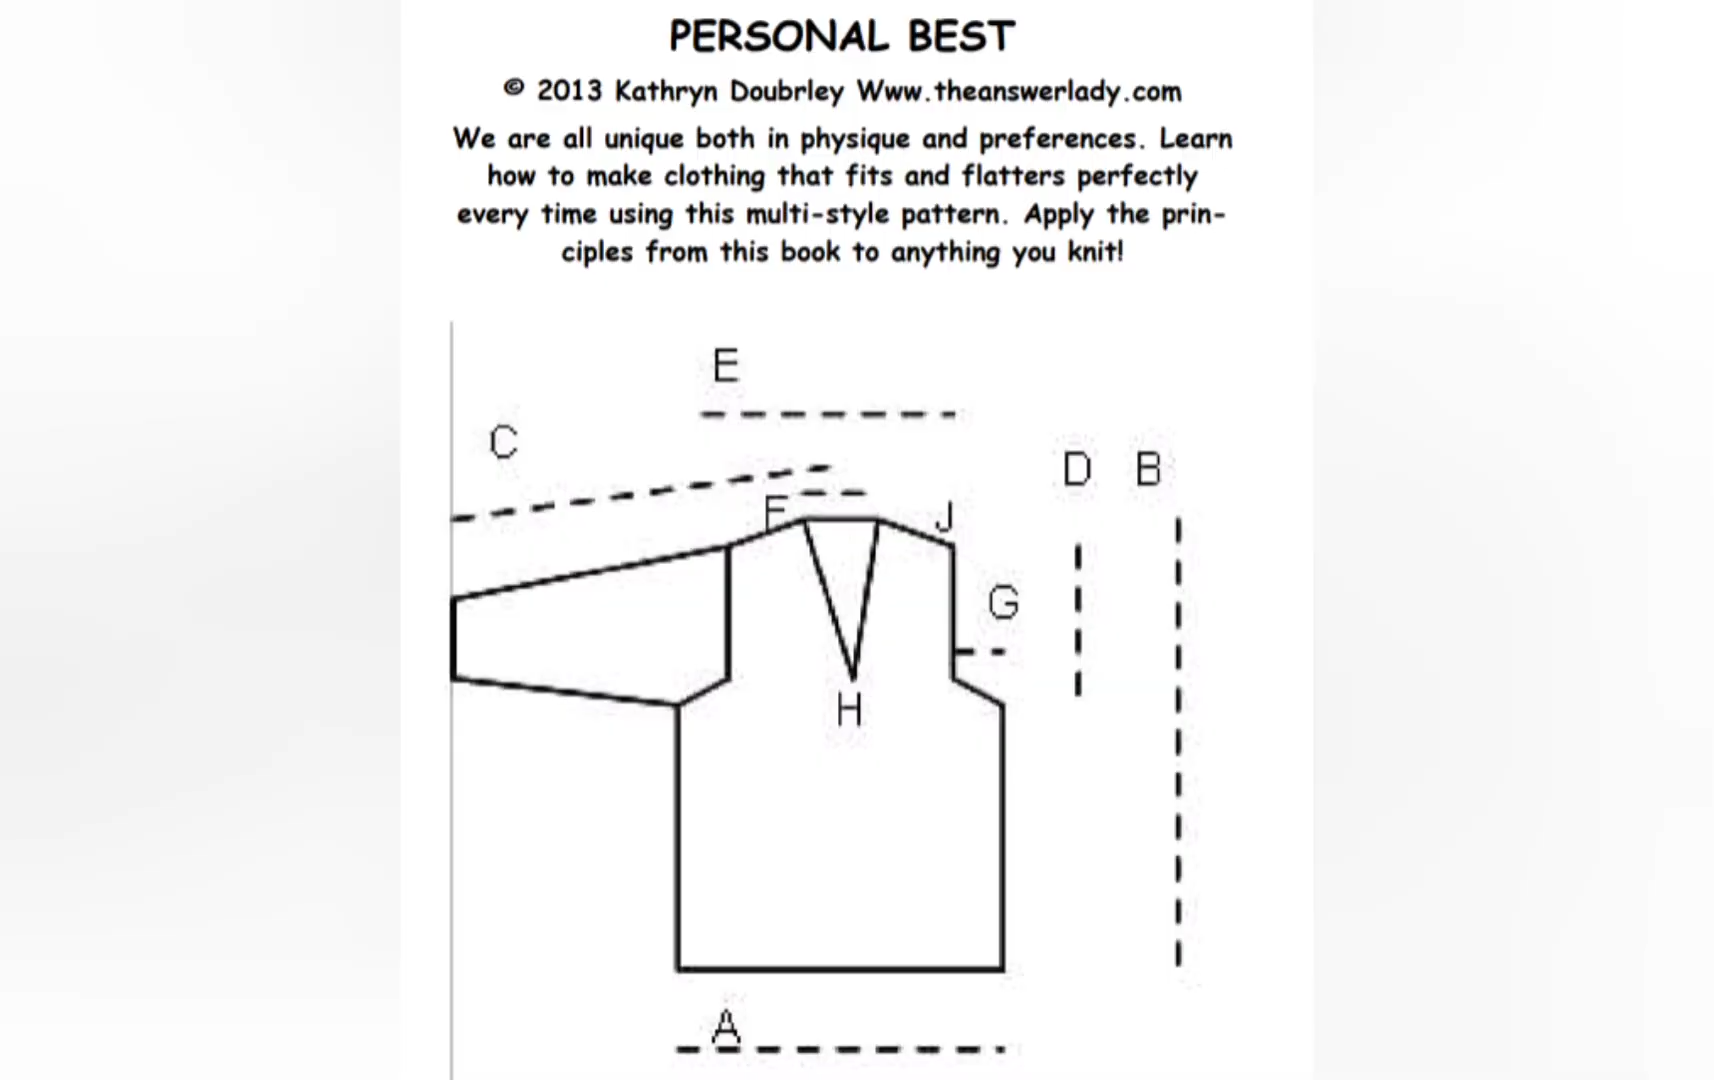 PERSONAL BEST
© 2013 Kathryn Doubrley Www.theanswerlady.com
We are all unique both in physique and preferences. Learn
how to make clothing that fits and flatters perfectly
every time using this multi-style pattern. Apply the prin-
ciples from this book to anything you knit!
E
C
D B
F
J
G
H
A